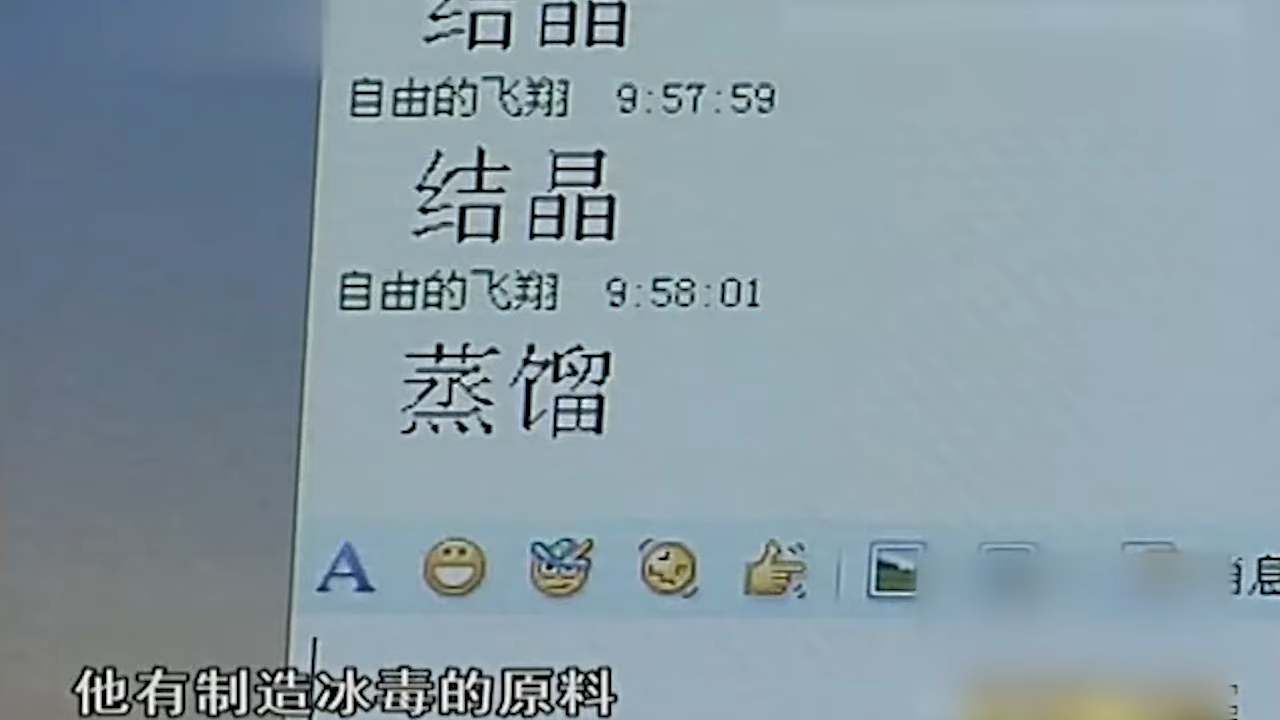 结晶
自由的飞翔 9:57:59
结晶
自由的飞翔 9:58:01
蒸馏
A
息
他有制造冰毒的原料